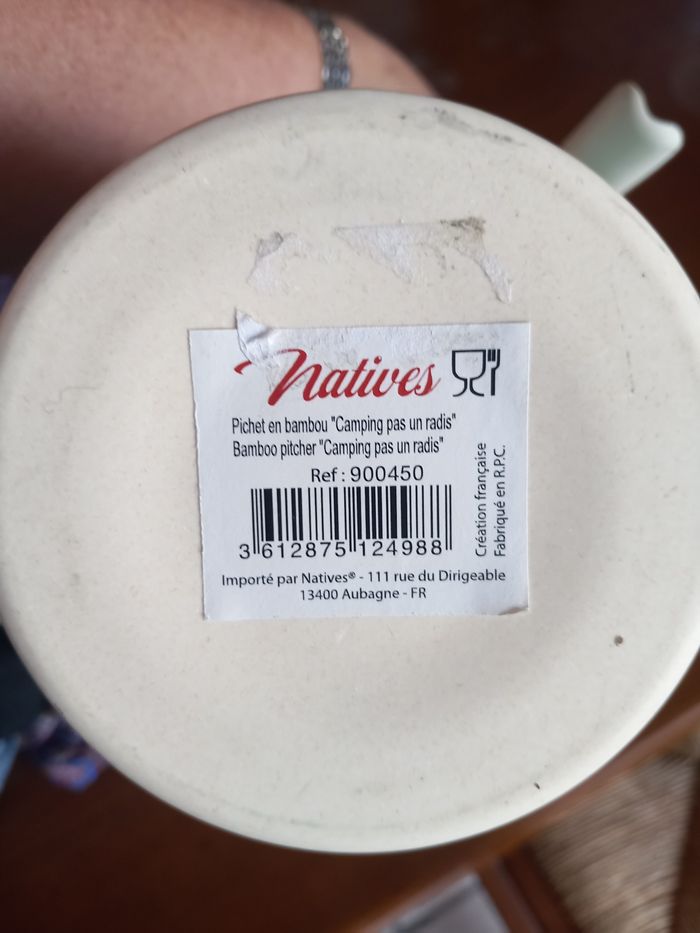 Natives
Pichet en bambou "Camping pas un radis"
Bamboo pitcher "Camping pas un radis"
Ref : 900450
3 612875 124988
Création française
Fabriqué en R.P.C.
Importé par Natives® - 111 rue du Dirigeable
13400 Aubagne - FR